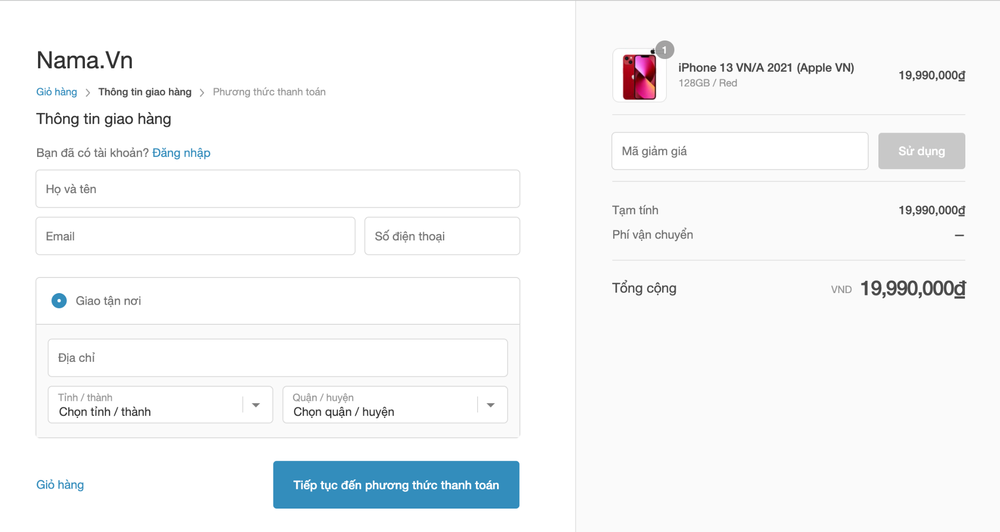 Nama.Vn
Giỏ hàng > Thông tin giao hàng > Phương thức thanh toán
Thông tin giao hàng
Bạn đã có tài khoản? Đăng nhập
Họ và tên
Email
Số điện thoại
Giao tận nơi
Địa chỉ
Tỉnh / thành
Chọn tỉnh / thành
Quận / huyện
Chọn quận / huyện
Giỏ hàng
Tiếp tục đến phương thức thanh toán
1
iPhone 13 VN/A 2021 (Apple VN)
128GB / Red
19,990,000₫
Mã giảm giá
Sử dụng
Tạm tính 19,990,000₫
Phí vận chuyển —
Tổng cộng VND 19,990,000₫